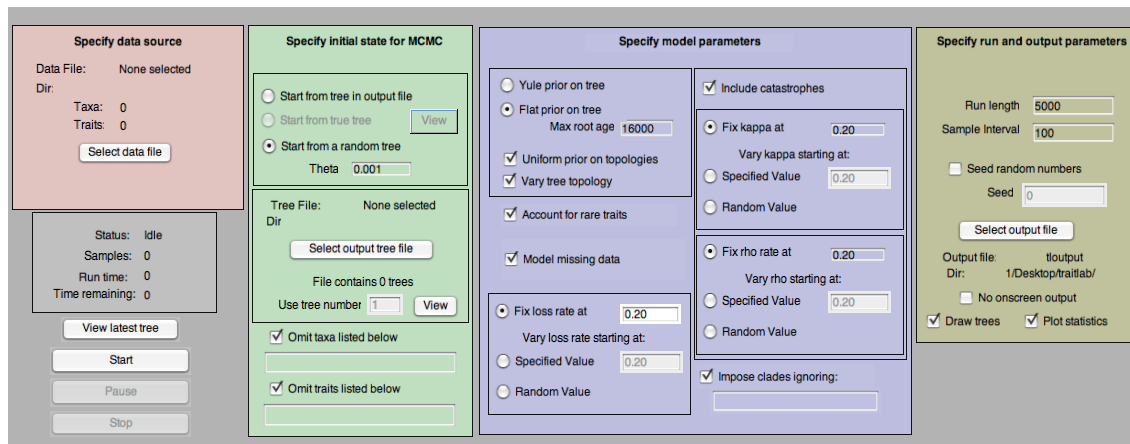 Specify data source
Data File: None selected
Dir:
Taxa: 0
Traits: 0
Select data file
Status: Idle
Samples: 0
Run time: 0
Time remaining: 0
View latest tree
Start
Pause
Stop
Specify initial state for MCMC
Start from tree in output file
Start from true tree View
Start from a random tree
Theta 0.001
Tree File: None selected
Dir
Select output tree file
File contains 0 trees
Use tree number 1 View
Omit taxa listed below
Omit traits listed below
Specify model parameters
Yule prior on tree
Flat prior on tree
Max root age 16000
Uniform prior on topologies
Vary tree topology
Account for rare traits
Model missing data
Fix loss rate at 0.20
Vary loss rate starting at:
Specified Value 0.20
Random Value
Include catastrophes
Fix kappa at 0.20
Vary kappa starting at:
Specified Value 0.20
Random Value
Fix rho rate at 0.20
Vary rho starting at:
Specified Value 0.20
Random Value
Impose clades ignoring:
Specify run and output parameters
Run length 5000
Sample Interval 100
Seed random numbers
Seed 0
Select output file
Output file: tloutput
Dir: 1/Desktop/traitlab/
No onscreen output
Draw trees Plot statistics